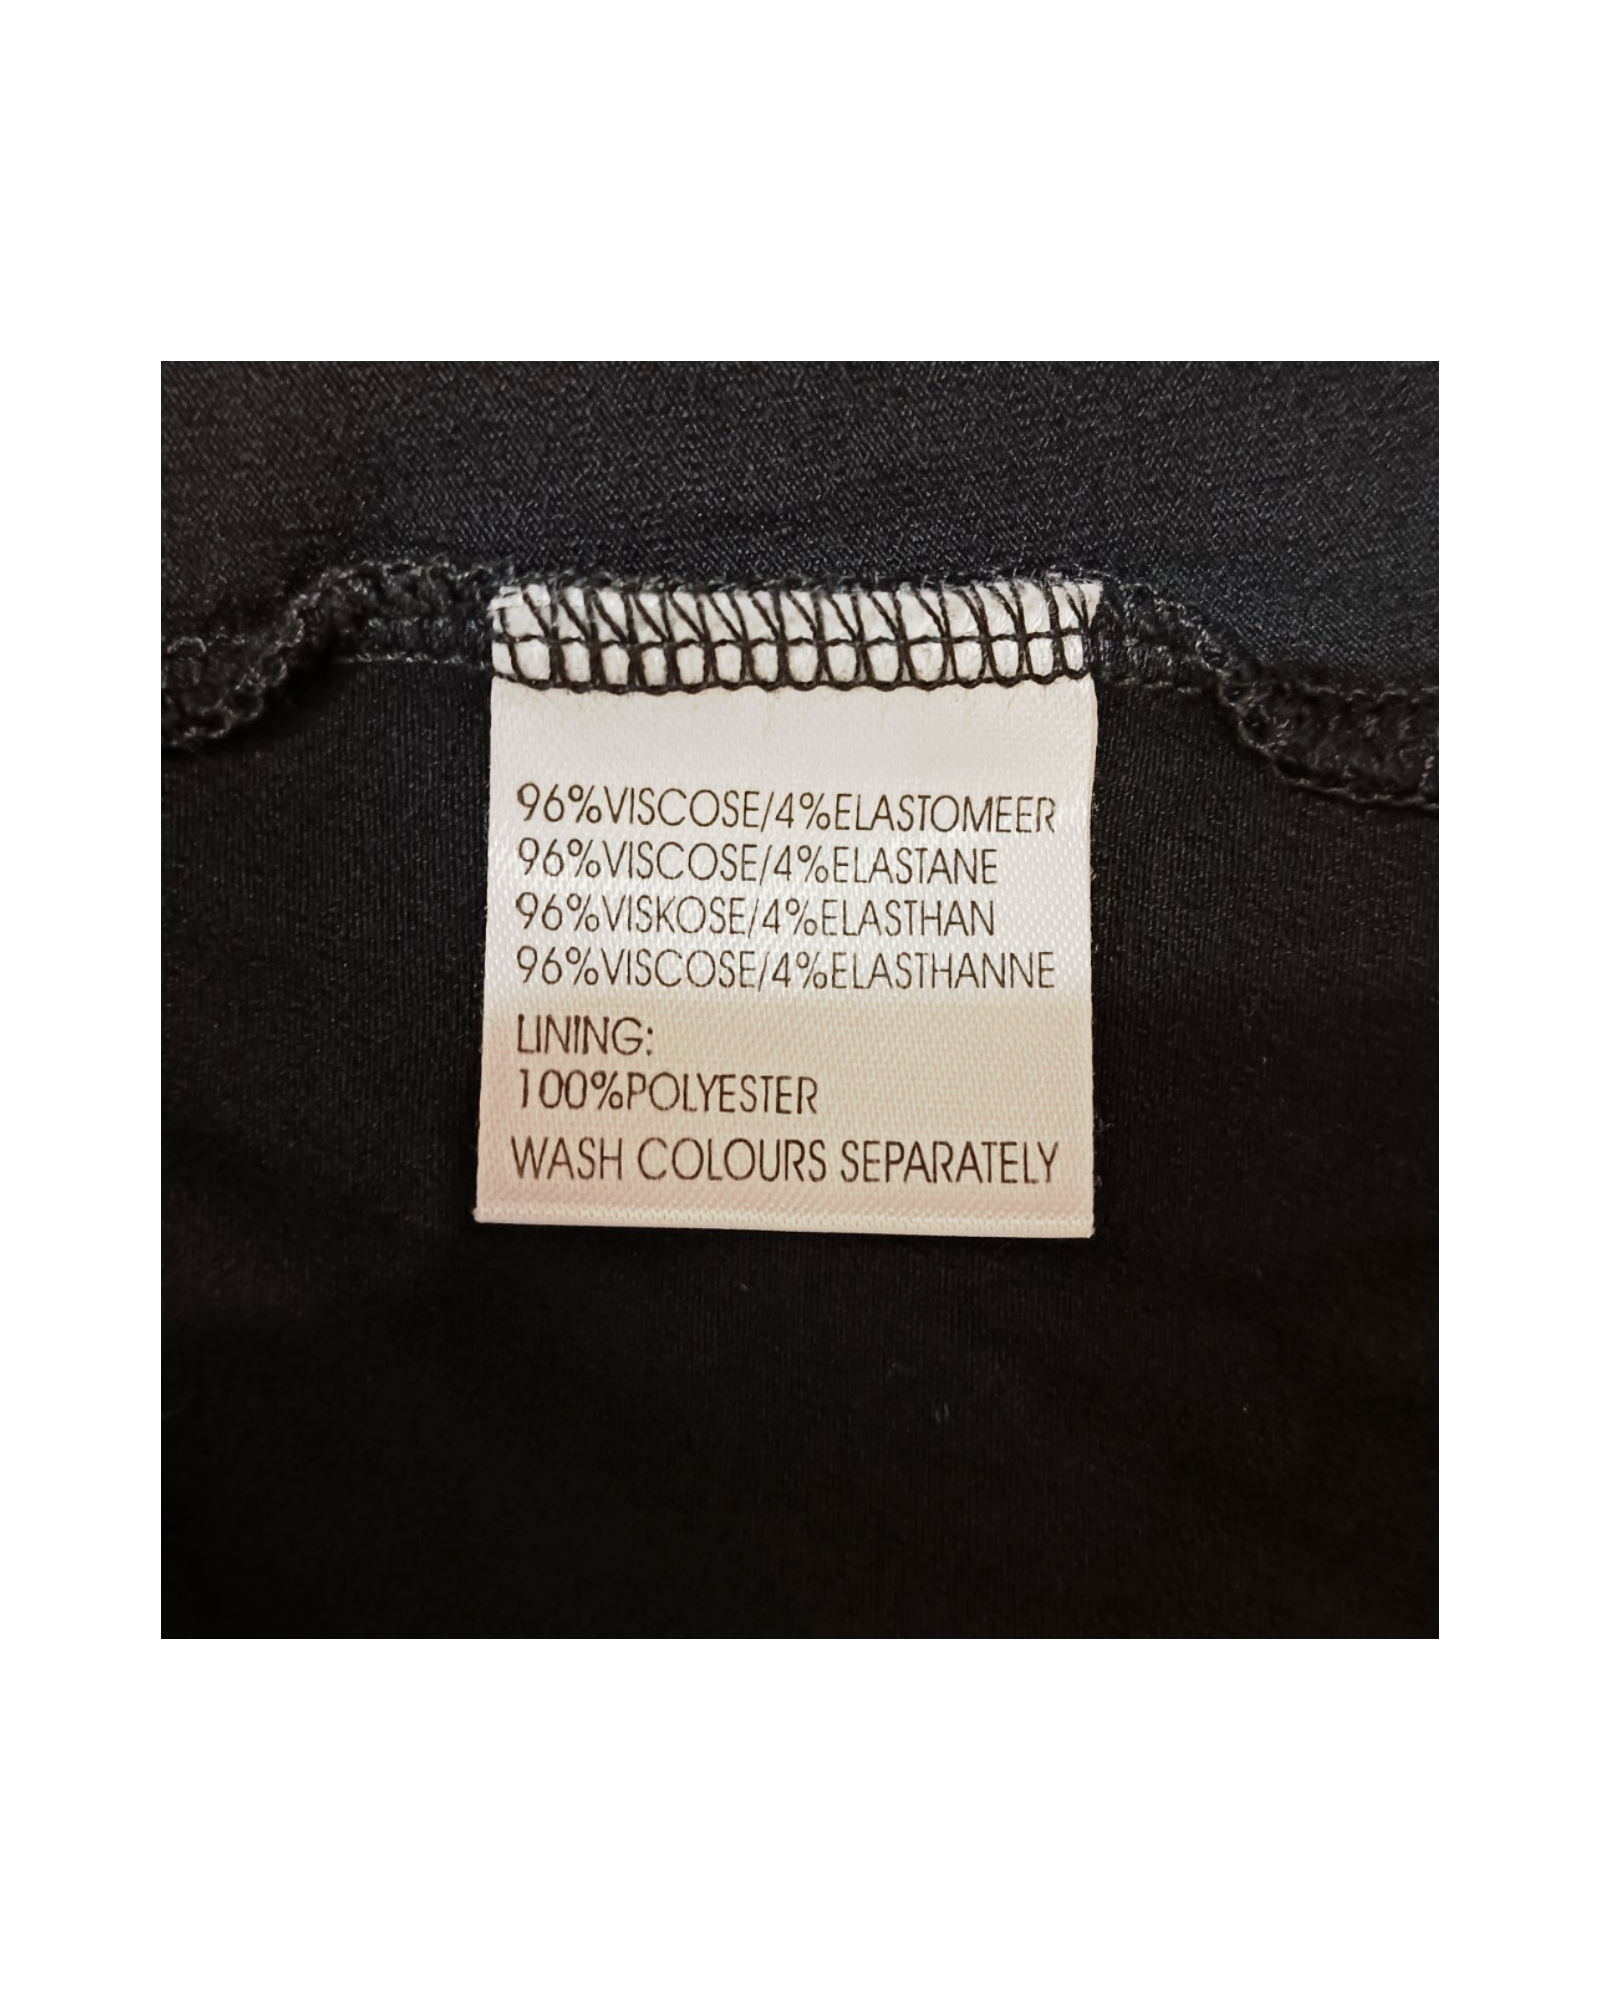 96%VISCOSE/4%ELASTOMEER
96%VISCOSE/4%ELASTANE
96%VISKOSE/4%ELASTHAN
96%VISCOSE/4%ELASTHANNE
LINING:
100%POLYESTER
WASH COLOURS SEPARATELY